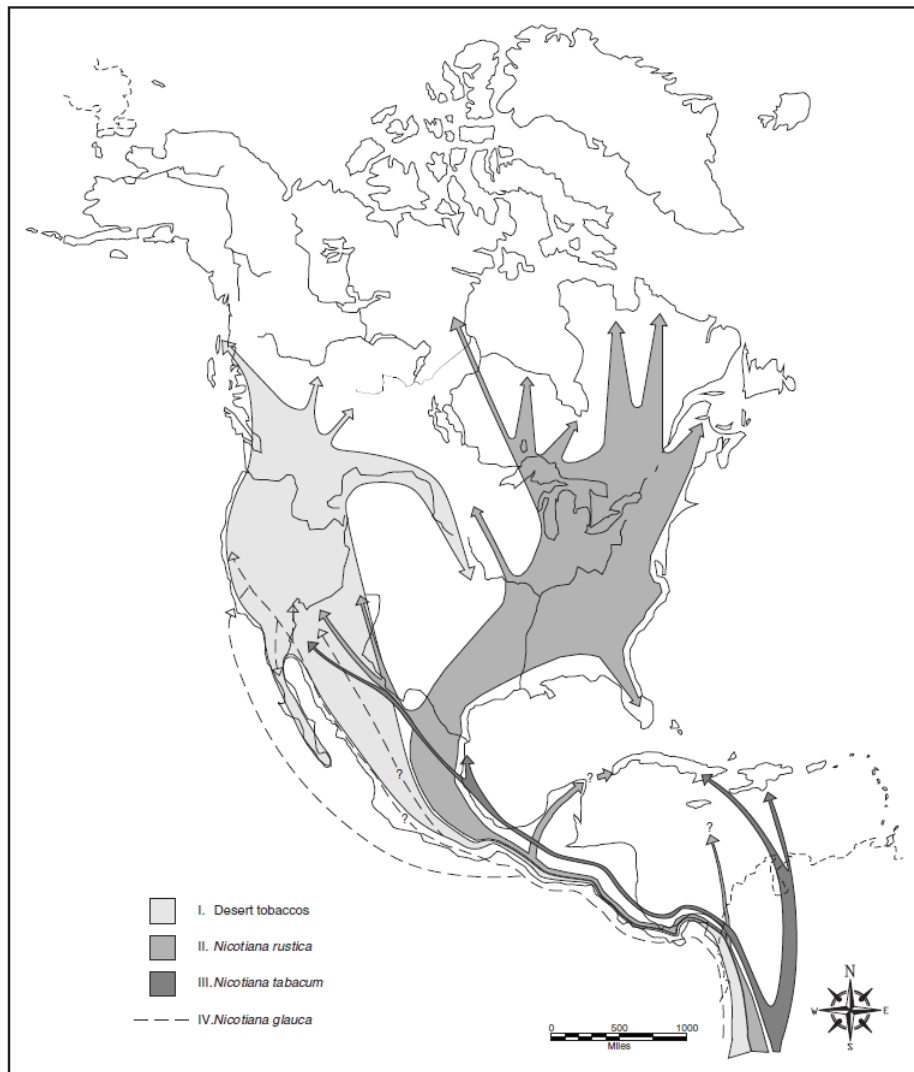 ?
?
?
?
I. Desert tobaccos
II. Nicotiana rustica
III. Nicotiana tabacum
IV. Nicotiana glauca
N
W E
S
0 500 1000
Miles